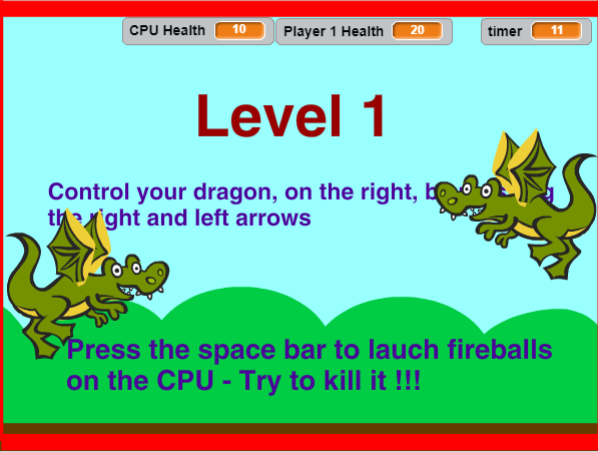 CPU Health 10 Player 1 Health 20 timer 11
Level 1
Control your dragon, on the right,
the right and left arrows
Press the space bar to lauch fireballs
on the CPU - Try to kill it !!!